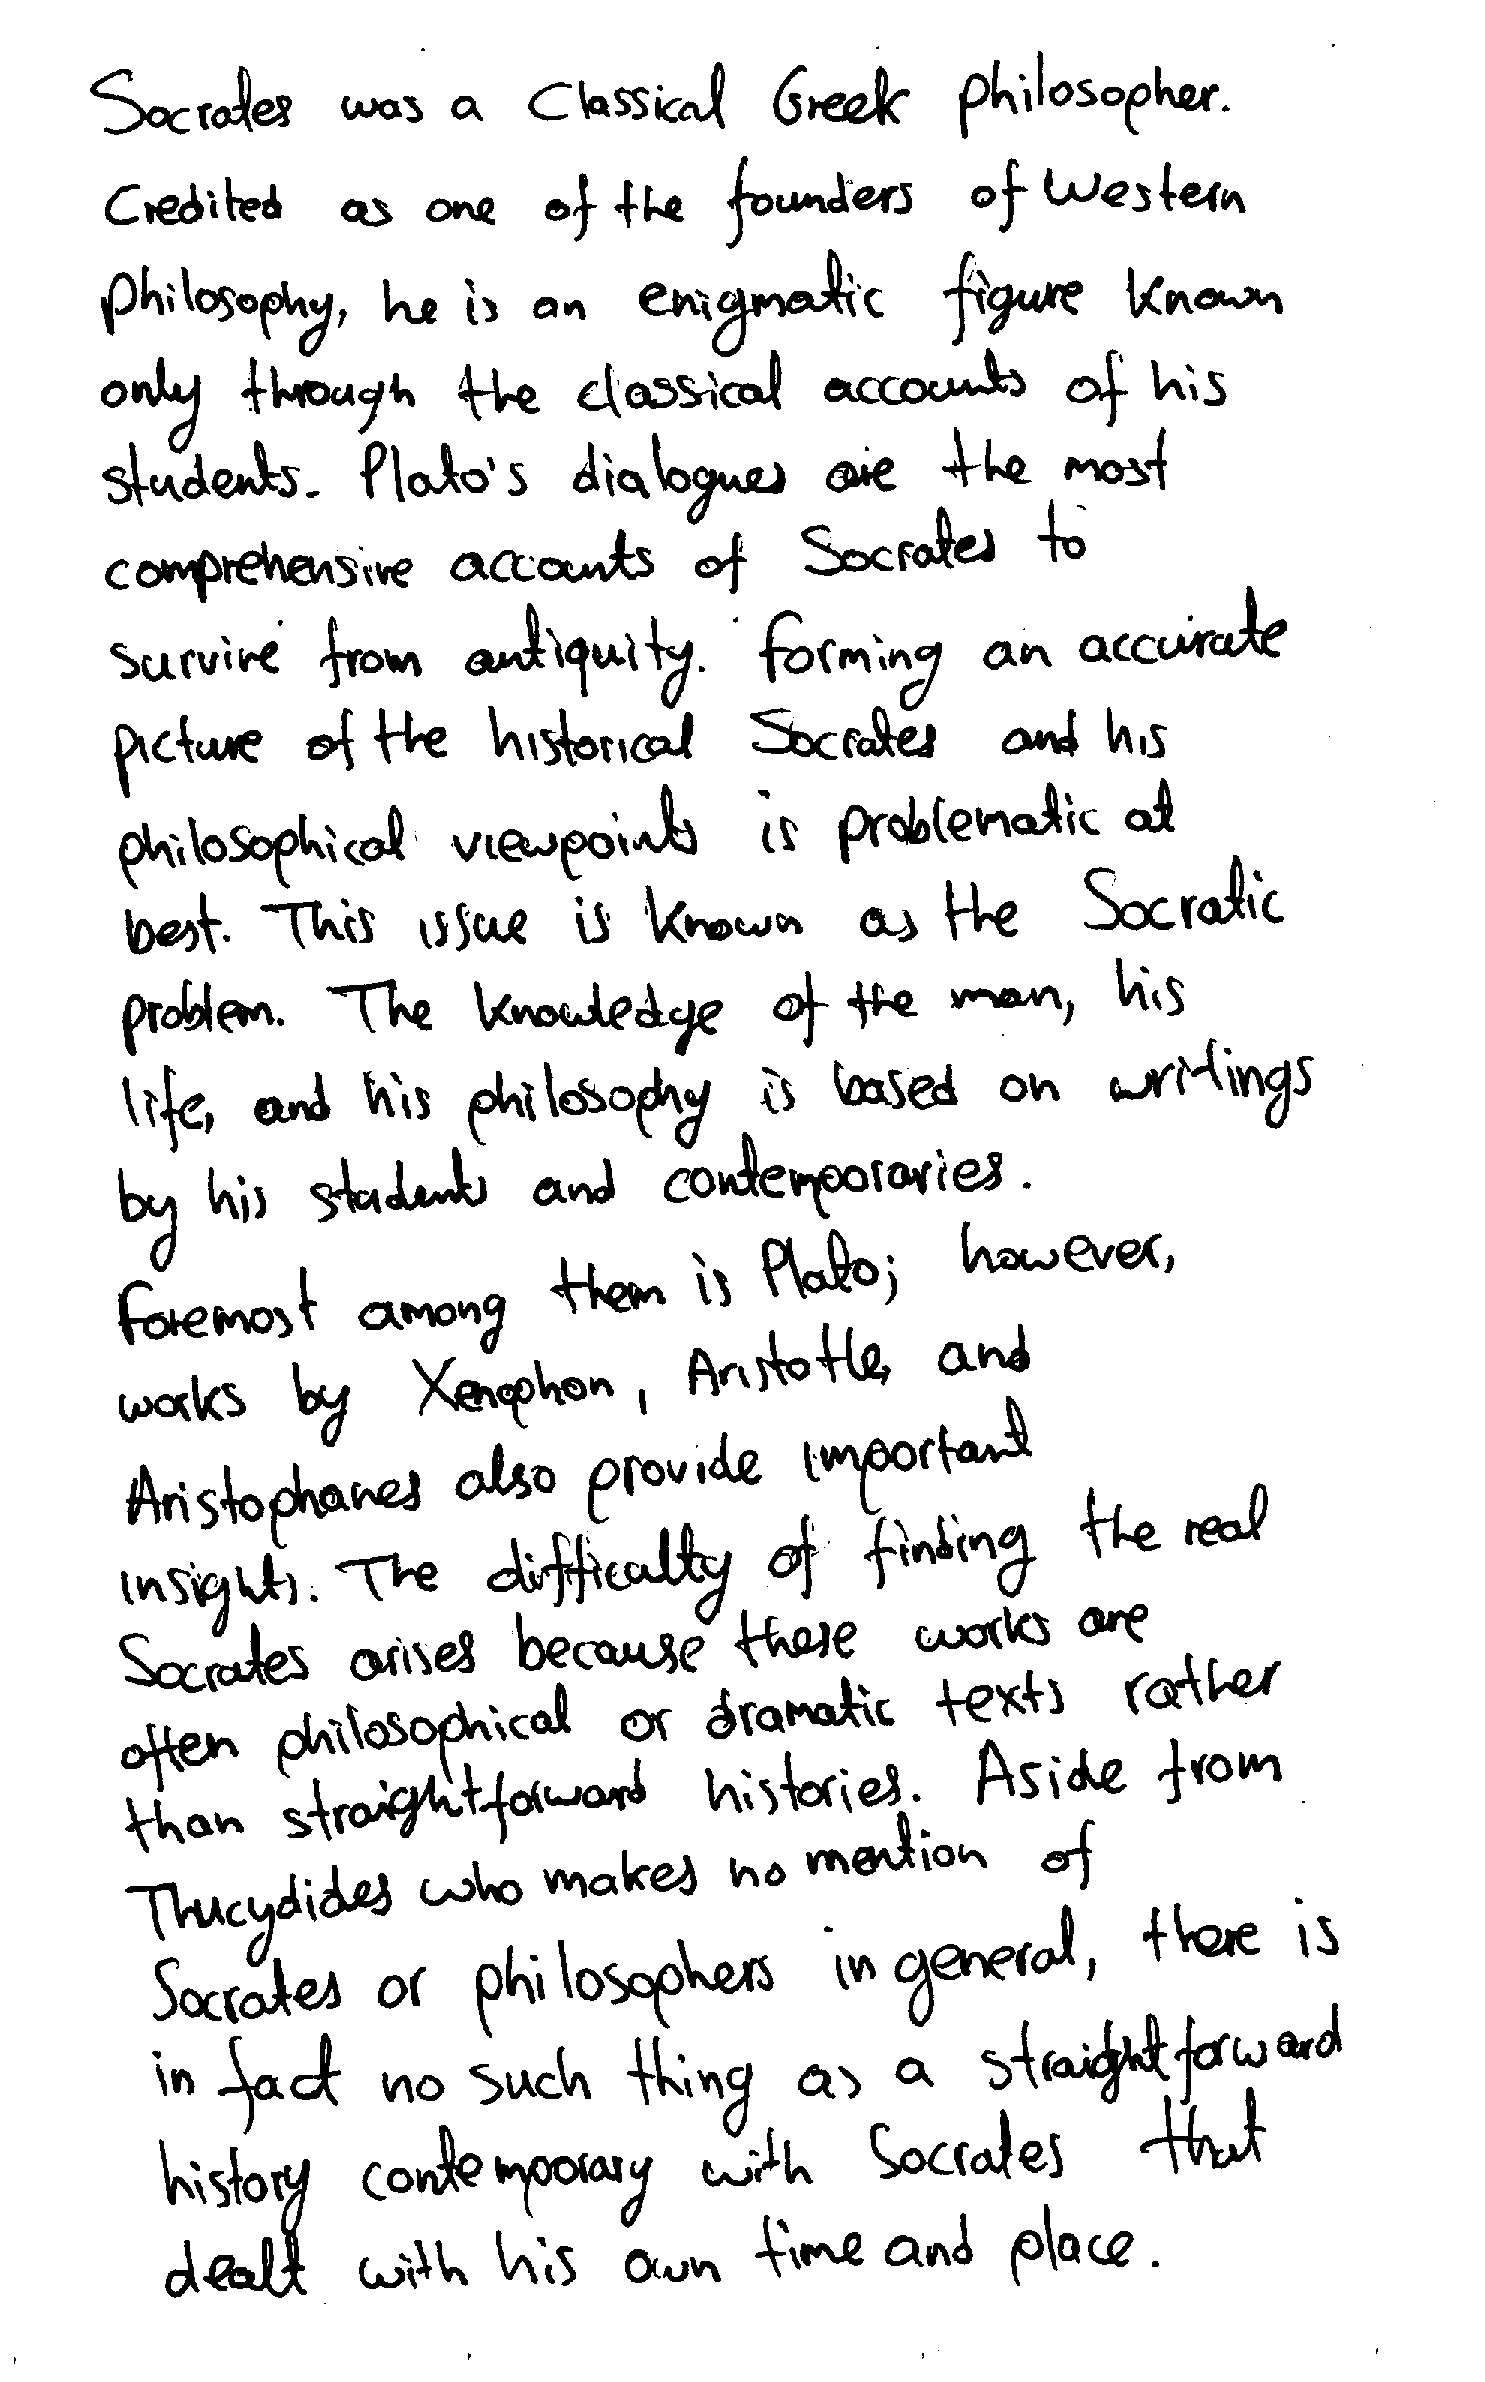 Socrates was a Classical Greek philosopher.
Credited as one of the founders of Western
philosophy, he is an enigmatic figure known
only through the classical accounts of his
students. Plato's dialogues are the most
comprehensive accounts of Socrates to
survive from antiquity. forming an accurate
picture of the historical Socrates and his
philosophical viewpoints is problematic at
best. This issue is known as the Socratic
problem. The knowledge of the man, his
life, and his philosophy is based on writings
by his students and contemporaries.
foremost among them is Plato; however,
works by Xenophon, Aristotle, and
Aristophanes also provide important
insights. The difficulty of finding the real
Socrates arises because these works are
often philosophical or dramatic texts rather
than straightforward histories. Aside from
Thucydides who makes no mention of
Socrates or philosophers in general, there is
in fact no such thing as a straightforward
history contemporary with Socrates that
dealt with his own time and place.